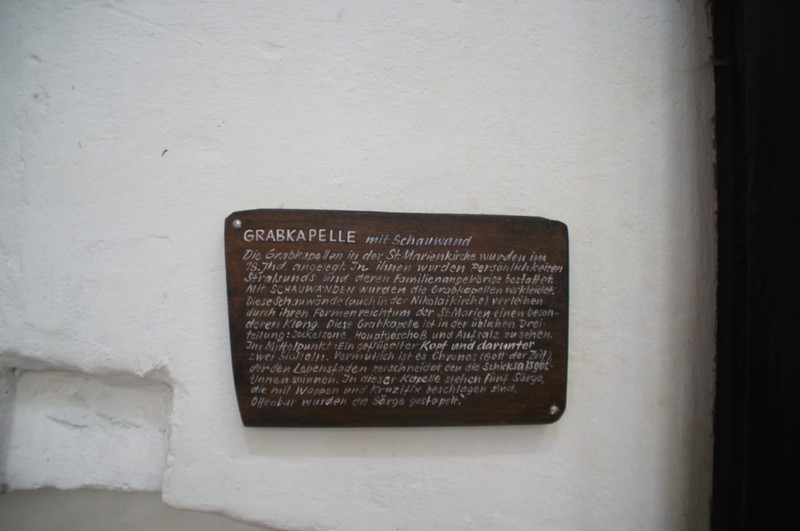 GRABKAPELLE mit Schauwand
Die Grabkapellen in der St. Marienkirche wurden im
18. Jhd. angelegt. In ihnen wurden Persönlichkeiten
Stralsunds und deren Familienangehörige bestattet.
Mit SCHAUWÄNDEN wurden die Grabkapellen verkleidet.
Diese Schauwände (auch in der Nikolaikirche) verleihen
durch ihren Formenreichtum der St. Marien einen beson-
deren Klang. Diese Grabkapelle ist in der üblichen Drei-
teilung: Sockelzone, Hauptgeschoß und Aufsatz zu sehen.
Im Mittelpunkt: Ein geflügelter Kopf und darunter
zwei Sicheln. Vermutlich ist es Chronos (Gott der Zeit),
der den Lebensfaden zerschneidet den die Schicksalsgöt-
tinnen spinnen. In dieser Kapelle stehen fünf Särge,
die mit Wappen und Kruzifix beschlagen sind.
Offenbar wurden die Särge gestapelt.